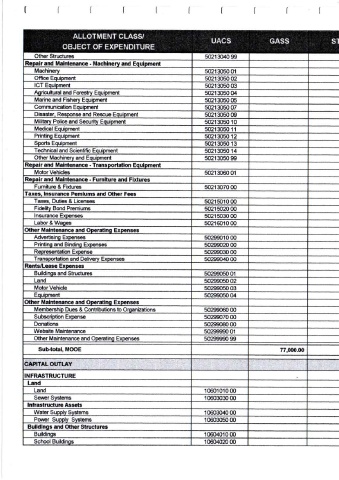 ALLOTMENT CLASS/ UACS GASS ST
OBJECT OF EXPENDITURE
Other Structures 50213040 99
Repair and Maintenance - Machinery and Equipment
Machinery 50213050 01
Office Equipment 50213050 02
ICT Equipment 50213050 03
Agricultural and Forestry Equipment 50213050 04
Marine and Fishery Equipment 50213050 05
Communication Equipment 50213050 07
Disaster, Response and Rescue Equipment 50213050 09
Military Police and Security Equipment 50213050 10
Medical Equipment 50213050 11
Printing Equipment 50213050 12
Sports Equipment 50213050 13
Technical and Scientific Equipment 50213050 14
Other Machinery and Equipment 50213050 99
Repair and Maintenance - Transportation Equipment
Motor Vehicles 50213060 01
Repair and Maintenance - Furniture and Fixtures
Furniture & Fixtures 50213070 00
Taxes, Insurance Pemiums and Other Fees
Taxes, Duties & Licenses 50215010 00
Fidelity Bond Premiums 50215020 00
Insurance Expenses 50215030 00
Labor & Wages 50216010 00
Other Maintenance and Operating Expenses
Advertising Expenses 50299010 00
Printing and Binding Expenses 50299020 00
Representation Expense 50299030 00
Transportation and Delivery Expenses 50299040 00
Rents/Lease Expenses
Buildings and Structures 50299050 01
Land 50299050 02
Motor Vehicle 50299050 03
Equipment 50299050 04
Other Maintenance and Operating Expenses
Membership Dues & Contributions to Organizations 50299060 00
Subscription Expense 50299070 00
Donations 50299080 00
Website Maintenance 50299990 01
Other Maintenance and Operating Expenses 50299990 99
Sub-total, MOOE 77,000.00
CAPITAL OUTLAY
INFRASTRUCTURE
Land
Land 10601010 00
Sewer Systems 10603030 00
Infrastructure Assets
Water Supply Systems 10603040 00
Power Supply Systems 10603050 00
Buildings and Other Structures
Buildings 10604010 00
School Buildings 10604020 00